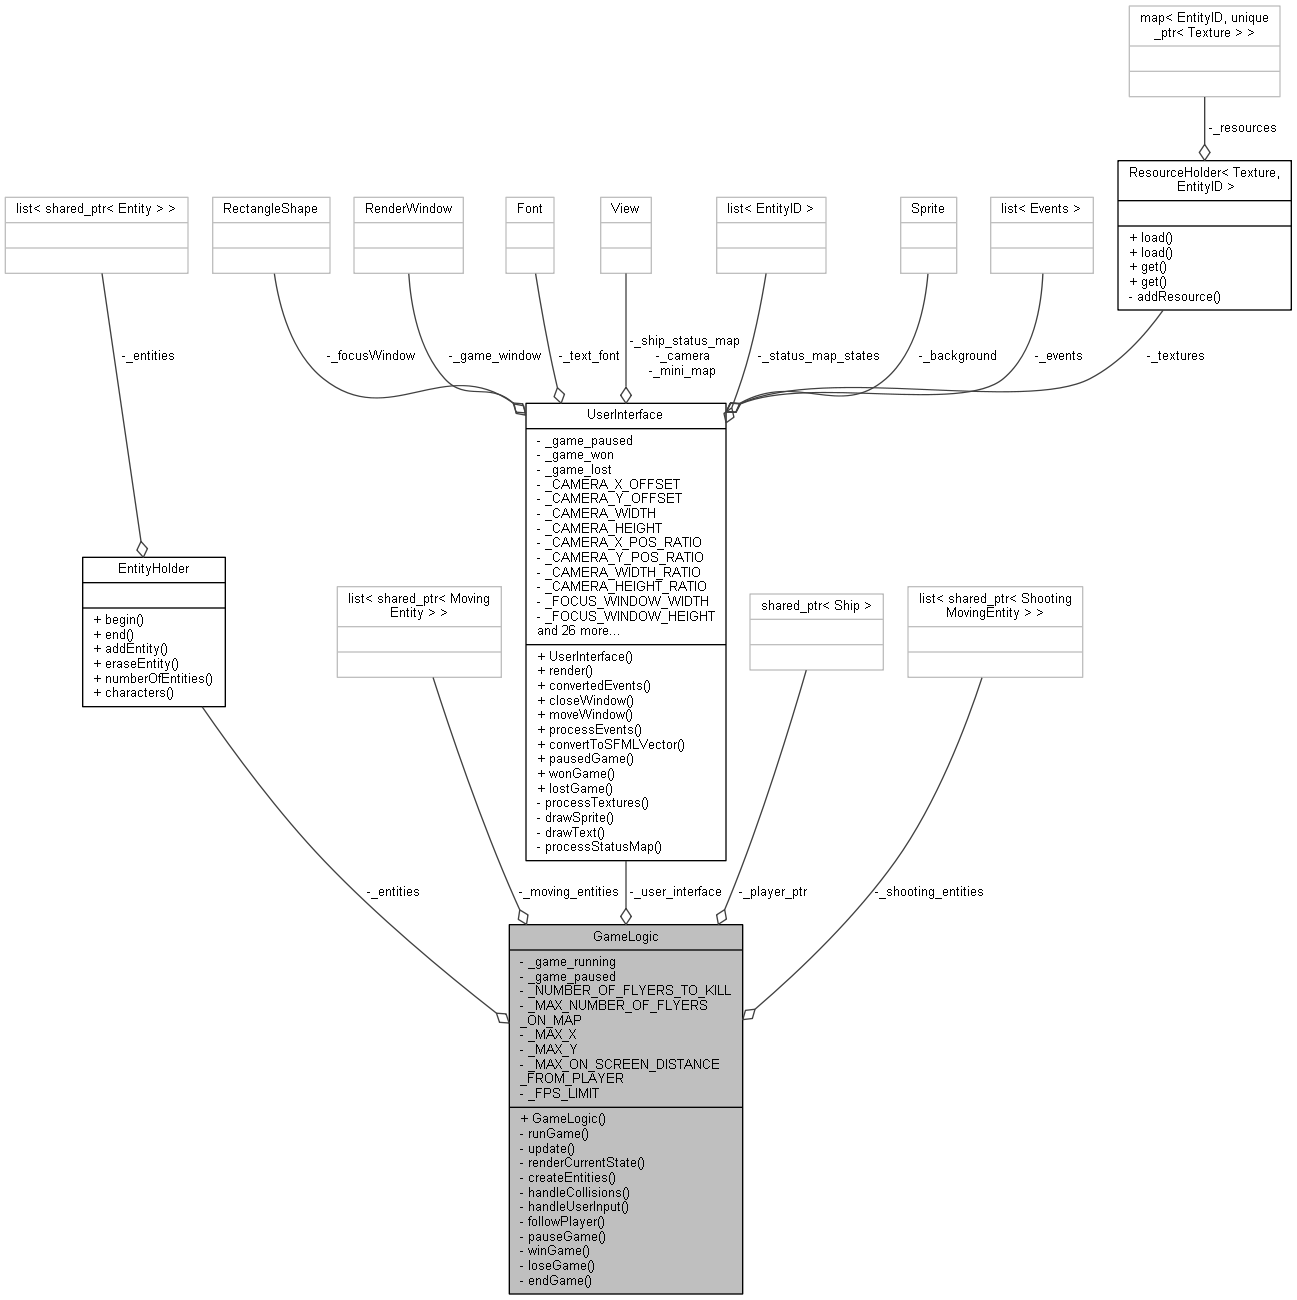 map< EntityID, unique
_ptr< Texture > >
-_resources
ResourceHolder< Texture,
EntityID >
+ load()
+ load()
+ get()
+ get()
- addResource()
list< shared_ptr< Entity > >
RectangleShape
RenderWindow
Font
View
list< EntityID >
Sprite
list< Events >
-_entities
-_focusWindow
-_game_window
-_text_font
-_ship_status_map
-_camera
-_mini_map
-_status_map_states
-_background
-_events
-_textures
UserInterface
- _game_paused
- _game_won
- _game_lost
- _CAMERA_X_OFFSET
- _CAMERA_Y_OFFSET
- _CAMERA_WIDTH
- _CAMERA_HEIGHT
- _CAMERA_X_POS_RATIO
- _CAMERA_Y_POS_RATIO
- _CAMERA_WIDTH_RATIO
- _CAMERA_HEIGHT_RATIO
- _FOCUS_WINDOW_WIDTH
- _FOCUS_WINDOW_HEIGHT
and 26 more...
+ UserInterface()
+ render()
+ convertedEvents()
+ closeWindow()
+ moveWindow()
+ processEvents()
+ convertToSFMLVector()
+ pausedGame()
+ wonGame()
+ lostGame()
- processTextures()
- drawSprite()
- drawText()
- processStatusMap()
EntityHolder
+ begin()
+ end()
+ addEntity()
+ eraseEntity()
+ numberOfEntities()
+ characters()
list< shared_ptr< Moving
Entity > >
shared_ptr< Ship >
list< shared_ptr< Shooting
MovingEntity > >
-_entities
-_moving_entities
-_user_interface
-_player_ptr
-_shooting_entities
GameLogic
- _game_running
- _game_paused
- _NUMBER_OF_FLYERS_TO_KILL
- _MAX_NUMBER_OF_FLYERS
_ON_MAP
- _MAX_X
- _MAX_Y
- _MAX_ON_SCREEN_DISTANCE
_FROM_PLAYER
- _FPS_LIMIT
+ GameLogic()
- runGame()
- update()
- renderCurrentState()
- createEntities()
- handleCollisions()
- handleUserInput()
- followPlayer()
- pauseGame()
- winGame()
- loseGame()
- endGame()